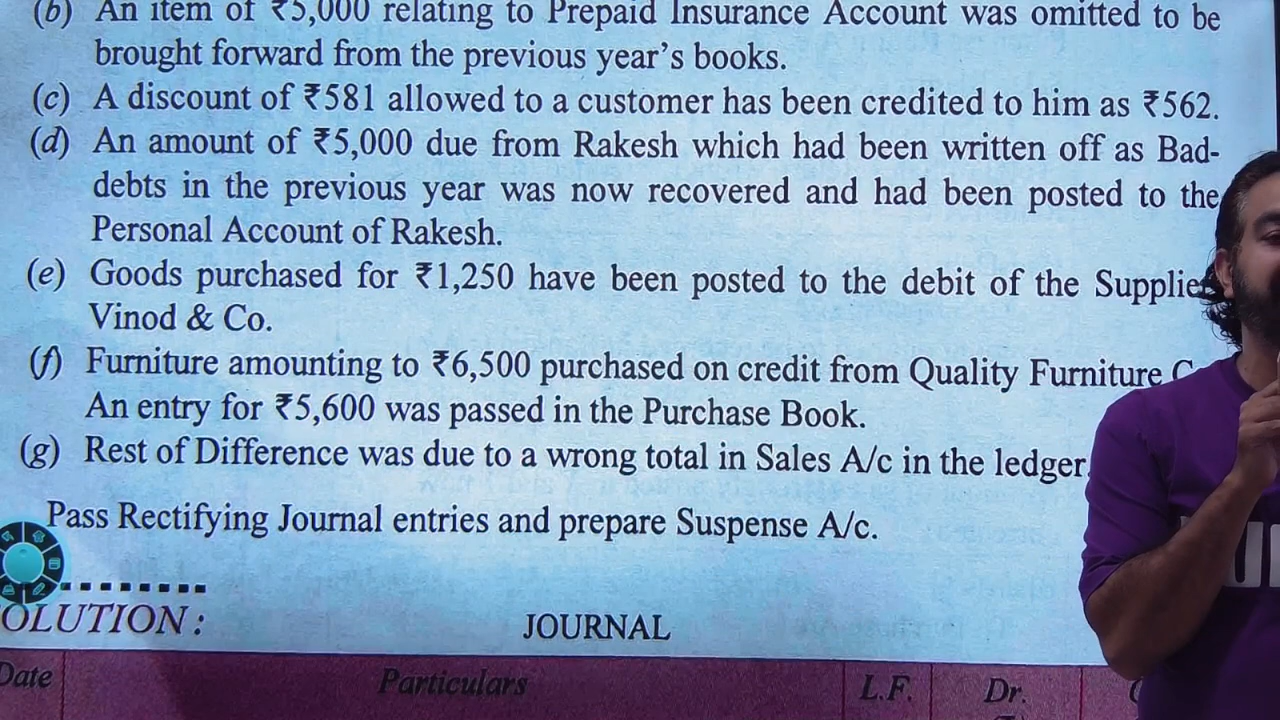 (b) An item of ₹5,000 relating to Prepaid Insurance Account was omitted to be
brought forward from the previous year's books.
(c) A discount of ₹581 allowed to a customer has been credited to him as ₹562.
(d) An amount of ₹5,000 due from Rakesh which had been written off as Bad-
debts in the previous year was now recovered and had been posted to the
Personal Account of Rakesh.
(e) Goods purchased for ₹1,250 have been posted to the debit of the Supplier
Vinod & Co.
(f) Furniture amounting to ₹6,500 purchased on credit from Quality Furniture
An entry for ₹5,600 was passed in the Purchase Book.
(g) Rest of Difference was due to a wrong total in Sales A/c in the ledger.
Pass Rectifying Journal entries and prepare Suspense A/c.
OLUTION:
JOURNAL
Date Particulars L.F. Dr.